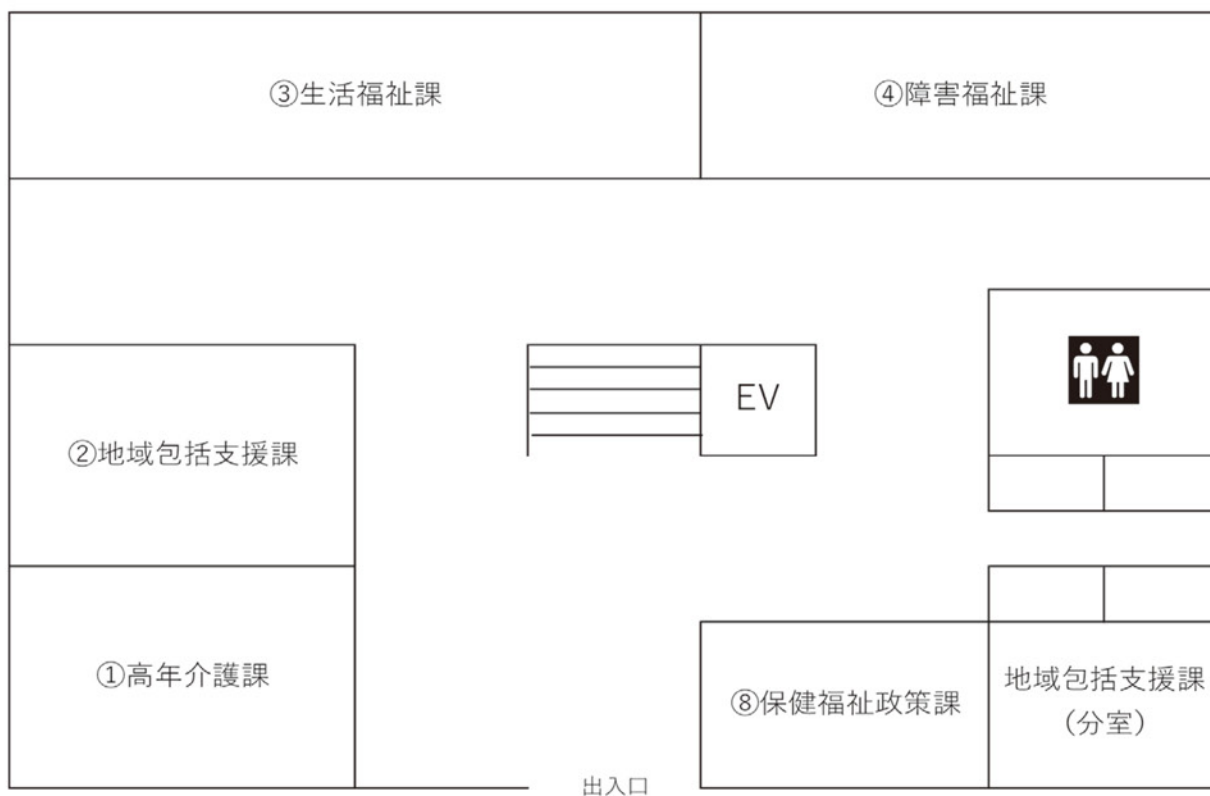 ③生活福祉課
④障害福祉課
EV
②地域包括支援課
①高年介護課
⑧保健福祉政策課
地域包括支援課
（分室）
出入口